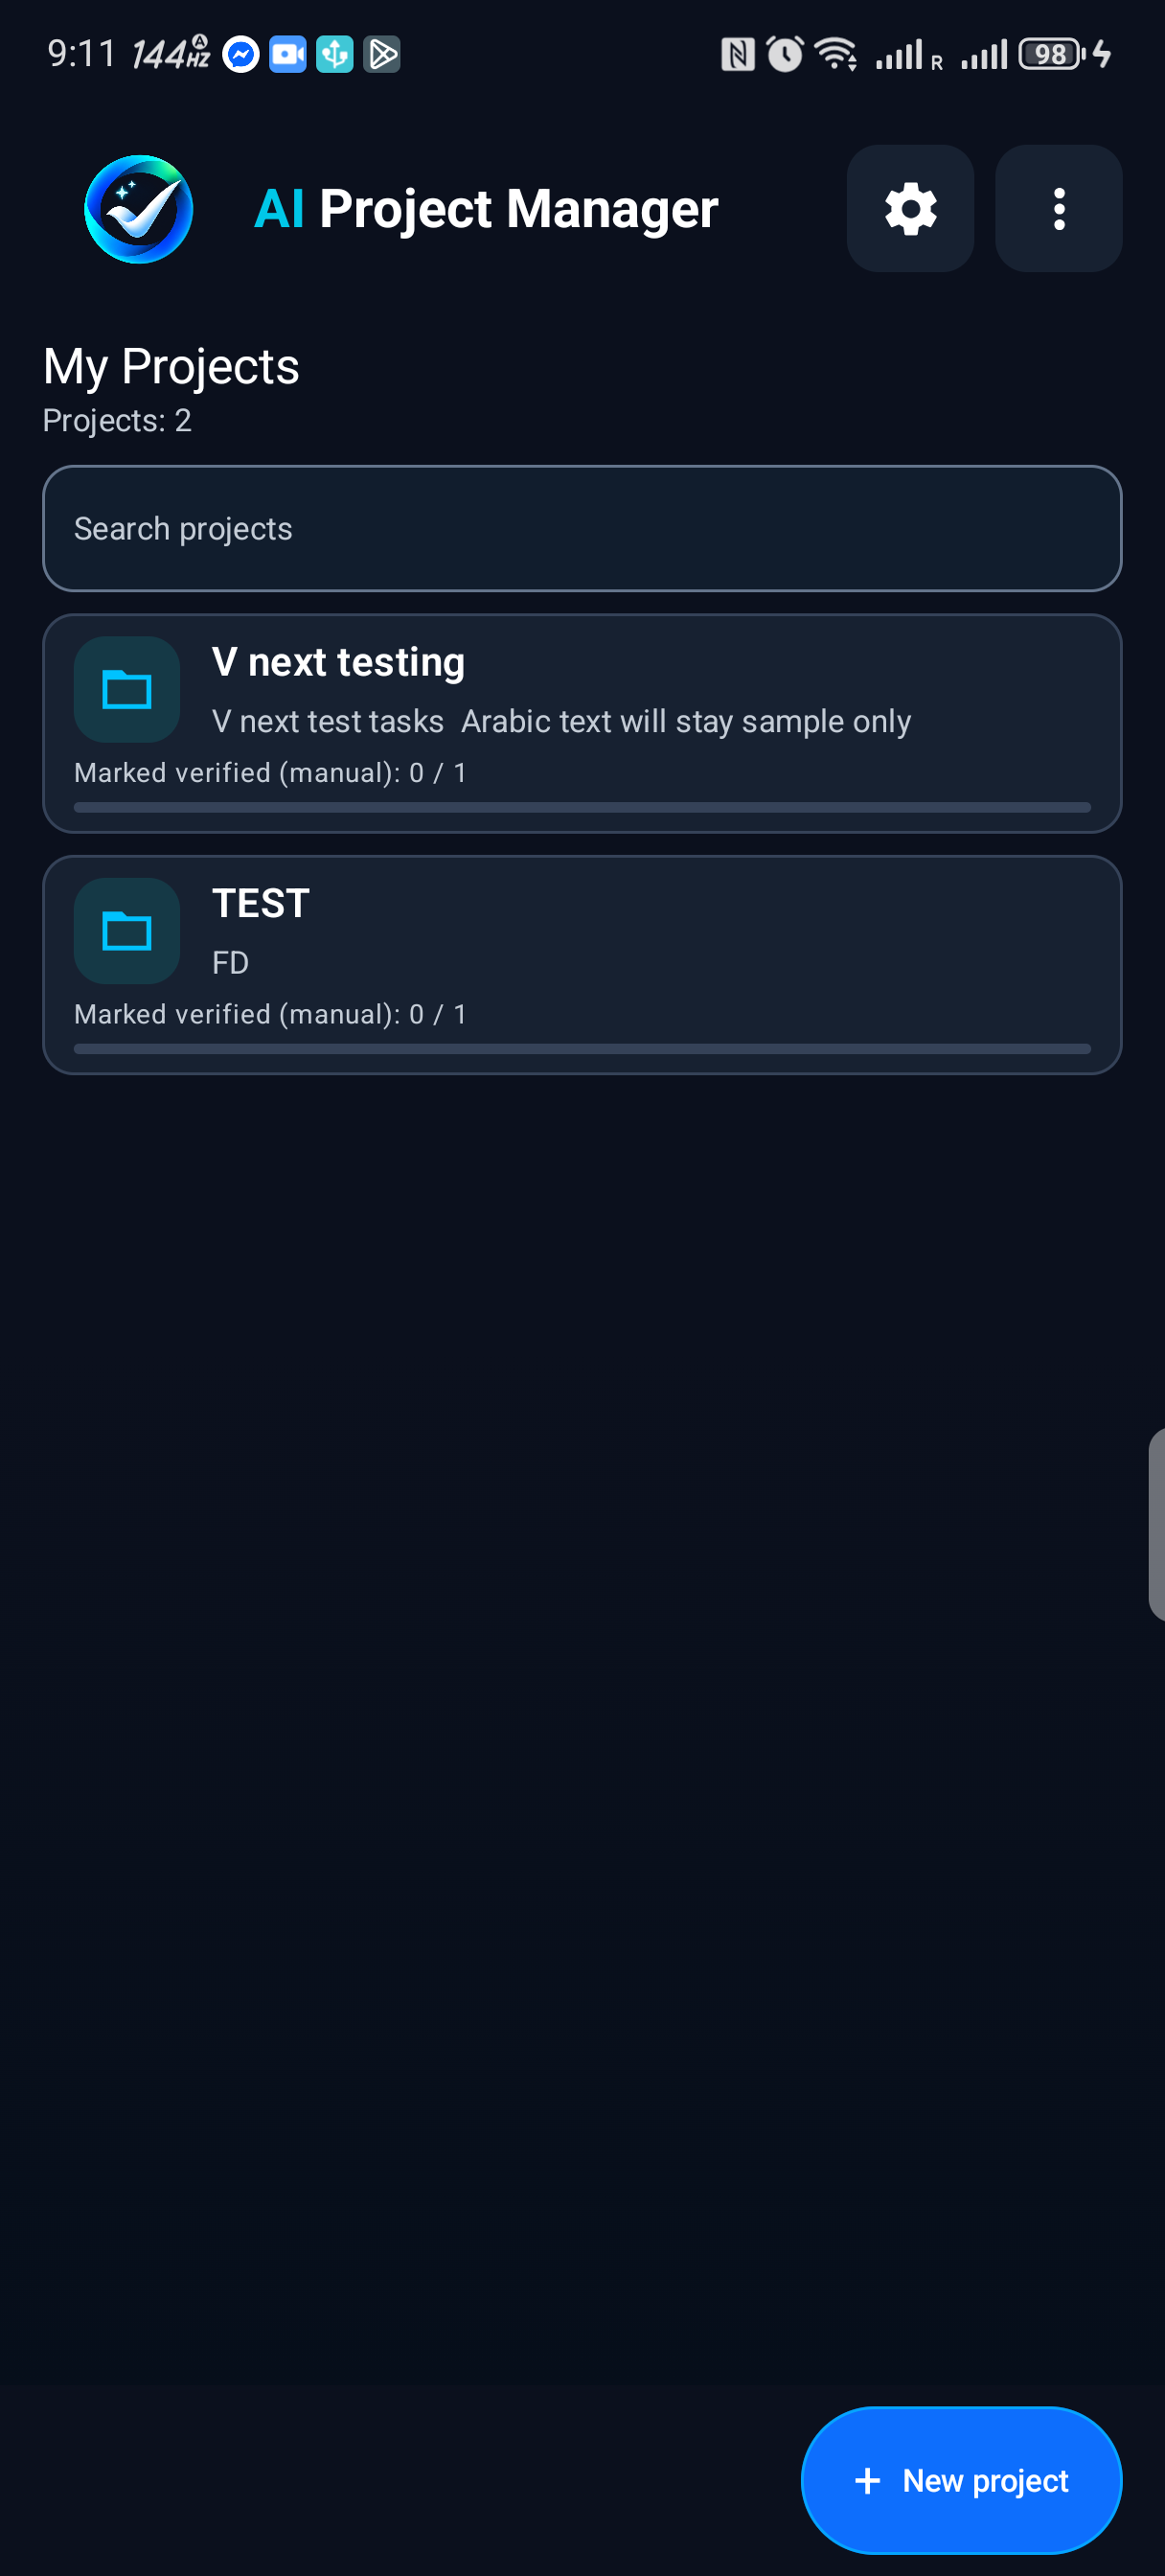 9:11 144HZ A R 98
AI Project Manager
My Projects
Projects: 2
Search projects
V next testing
V next test tasks  Arabic text will stay sample only
Marked verified (manual): 0 / 1
TEST
FD
Marked verified (manual): 0 / 1
+ New project